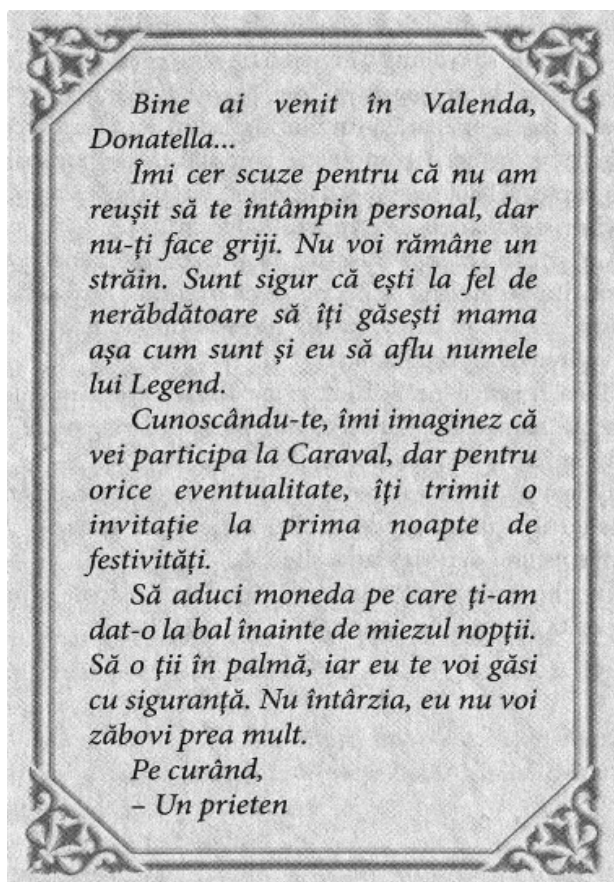 Bine ai venit în Valenda,
Donatella...
Îmi cer scuze pentru că nu am
reușit să te întâmpin personal, dar
nu-ți face griji. Nu voi rămâne un
străin. Sunt sigur că ești la fel de
nerăbdătoare să îți găsești mama
așa cum sunt și eu să aflu numele
lui Legend.
Cunoscându-te, îmi imaginez că
vei participa la Caraval, dar pentru
orice eventualitate, îți trimit o
invitație la prima noapte de
festivități.
Să aduci moneda pe care ți-am
dat-o la bal înainte de miezul nopții.
Să o ții în palmă, iar eu te voi găsi
cu siguranță. Nu întârzia, eu nu voi
zăbovi prea mult.
Pe curând,
– Un prieten